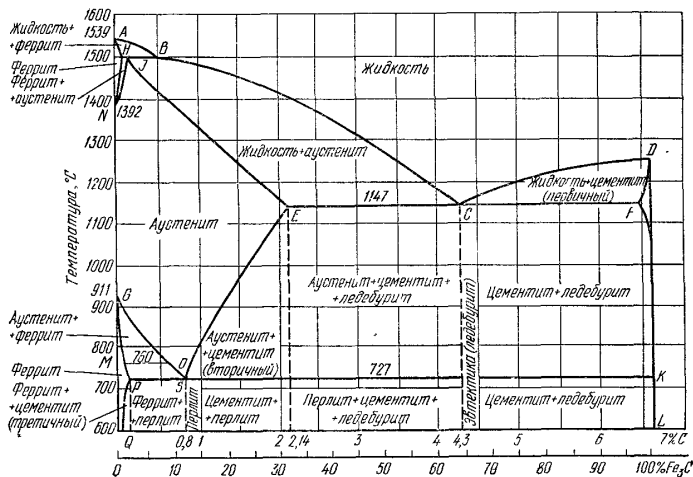 1600
1539
Жидкость+
+феррит
А
Н
В
1500
Феррит
J
Феррит+
+аустенит
Жидкость
1400
N
1392
1300
D
Жидкость+аустенит
1200
1147
Жидкость+цементит
(первичный)
E
C
F
1100
Температура, °С
Аустенит
1000
G
911
900
Аустенит+цементит+
+ледебурит
Цементит+ледебурит
Аустенит+
+феррит
800
Аустенит+
+цементит
(вторичный)
М
760
О
727
K
Феррит
700
P
S
Феррит+
+цементит
(третичный)
Феррит+
+перлит
Перлит
Цементит+
+перлит
Перлит+цементит+
+ледебурит
Эвтектика (ледебурит)
Цементит+ледебурит
600
L
Q
0,8
1
2
2,14
3
4
4,3
5
6
7%С
0
10
20
30
40
50
60
70
80
90
100%Fe₃C